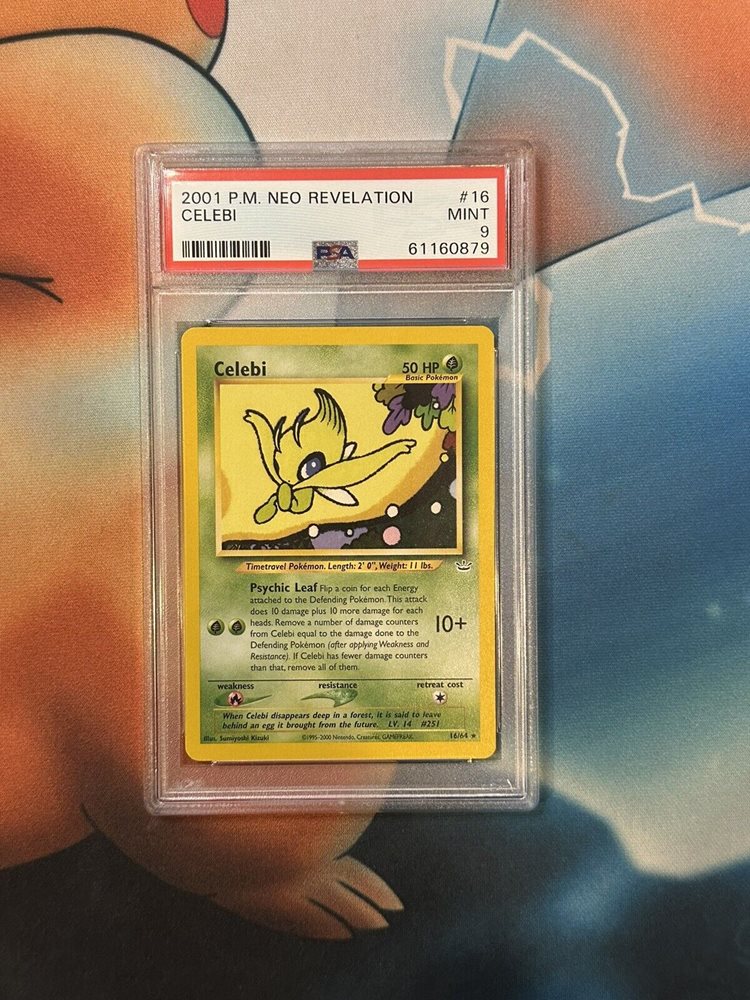 2001 P.M. NEO REVELATION #16
CELEBI MINT
9
PSA 61160879
Celebi 50 HP
Basic Pokémon
Timetravel Pokémon. Length: 2' 0", Weight: 11 lbs.
Psychic Leaf Flip a coin for each Energy
attached to the Defending Pokémon. This attack
does 10 damage plus 10 more damage for each
heads. Remove a number of damage counters
from Celebi equal to the damage done to the 10+
Defending Pokémon (after applying Weakness and
Resistance). If Celebi has fewer damage counters
than that, remove all of them.
weakness resistance retreat cost
When Celebi disappears deep in a forest, it is said to leave
behind an egg it brought from the future. LV. 14 #251
Illus. Sumiyoshi Kizuki ©1995-2000 Nintendo, Creatures, GAMEFREAK. 16/64 ★